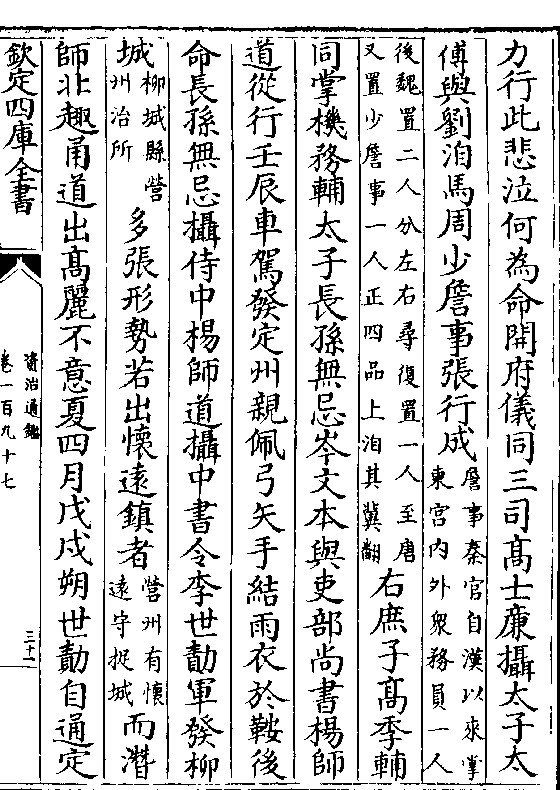 力行此悲泣何為命開府儀同三司髙士亷攝太子太
傅與劉洎馬周少詹事張行成詹事秦官自漢以來掌東宫内外衆務員一人
後魏置二人分左右尋復置一人至唐又置少詹事一人正四品上洎其冀翻右庶子髙季輔
同掌機務輔太子長孫無忌岑文本與吏部尚書楊師
道從行壬辰車駕發定州親佩弓矢手結雨衣於鞍後
命長孫無忌攝侍中楊師道攝中書令李世勣軍發柳
城柳城縣營州治所多張形勢若出懷逺鎮者營州有懷逺守捉城而潛
師北趣甬道出髙麗不意夏四月戊戍朔世勣自通定
欽定四庫全書
資治通鑑
卷一百九十七
三十一